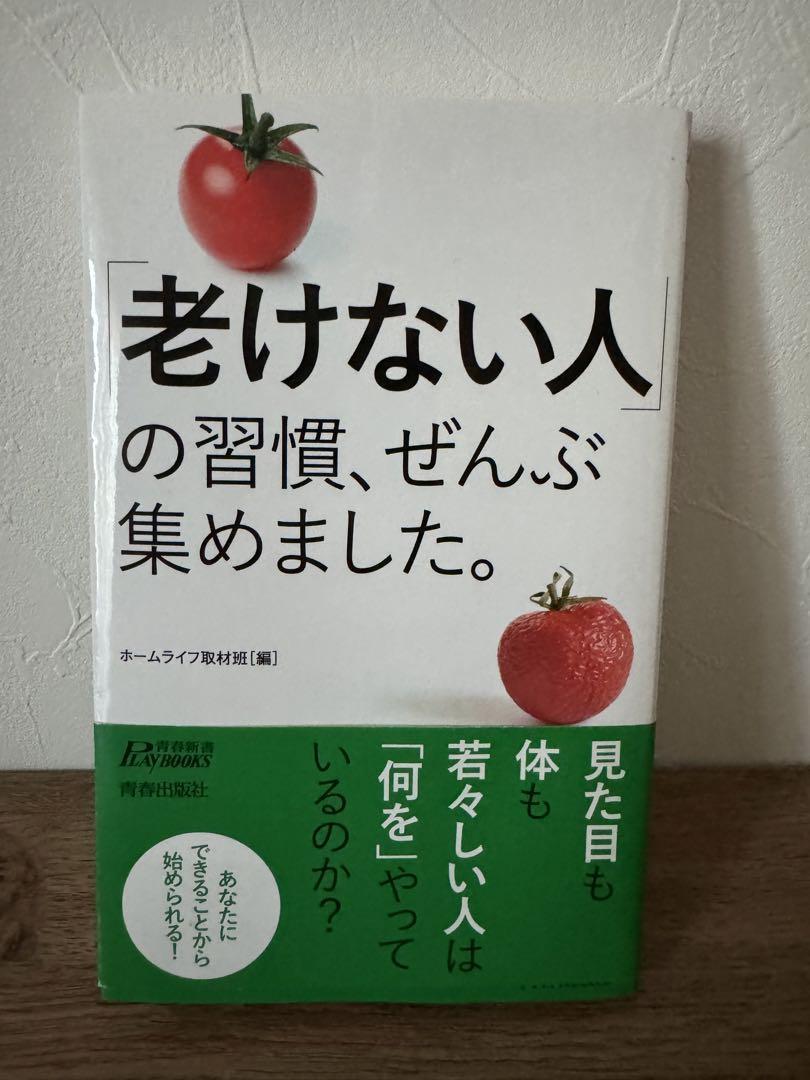 「老けない人」
の習慣、ぜんぶ
集めました。
ホームライフ取材班[編]
青春新書
PLAYBOOKS
青春出版社
見た目も
体も
若々しい人は
「何を」やって
いるのか?
あなたに
できることから
始められる!